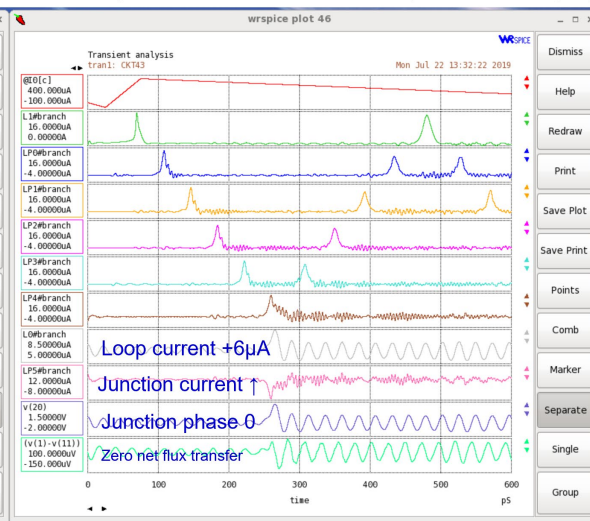 wrspice plot 46
WRSPICE
Transient analysis
tran1: CKT43
Mon Jul 22 13:32:22 2019
@I0[c]
400.000uA
-100.000uA
L1#branch
16.0000uA
0.00000A
LP0#branch
16.0000uA
-4.00000uA
LP1#branch
16.0000uA
-4.00000uA
LP2#branch
16.0000uA
-4.00000uA
LP3#branch
16.0000uA
-4.00000uA
LP4#branch
16.0000uA
-4.00000uA
L0#branch
8.50000uA
5.00000uA
Loop current +6µA
LP5#branch
12.0000uA
-8.00000uA
Junction current ↑
v(20)
1.50000V
-2.00000V
Junction phase 0
(v(1)-v(11))
100.000uV
-150.000uV
Zero net flux transfer
0 100 200 300 400 500 600
time pS
Dismiss
Help
Redraw
Print
Save Plot
Save Print
Points
Comb
Marker
Separate
Single
Group